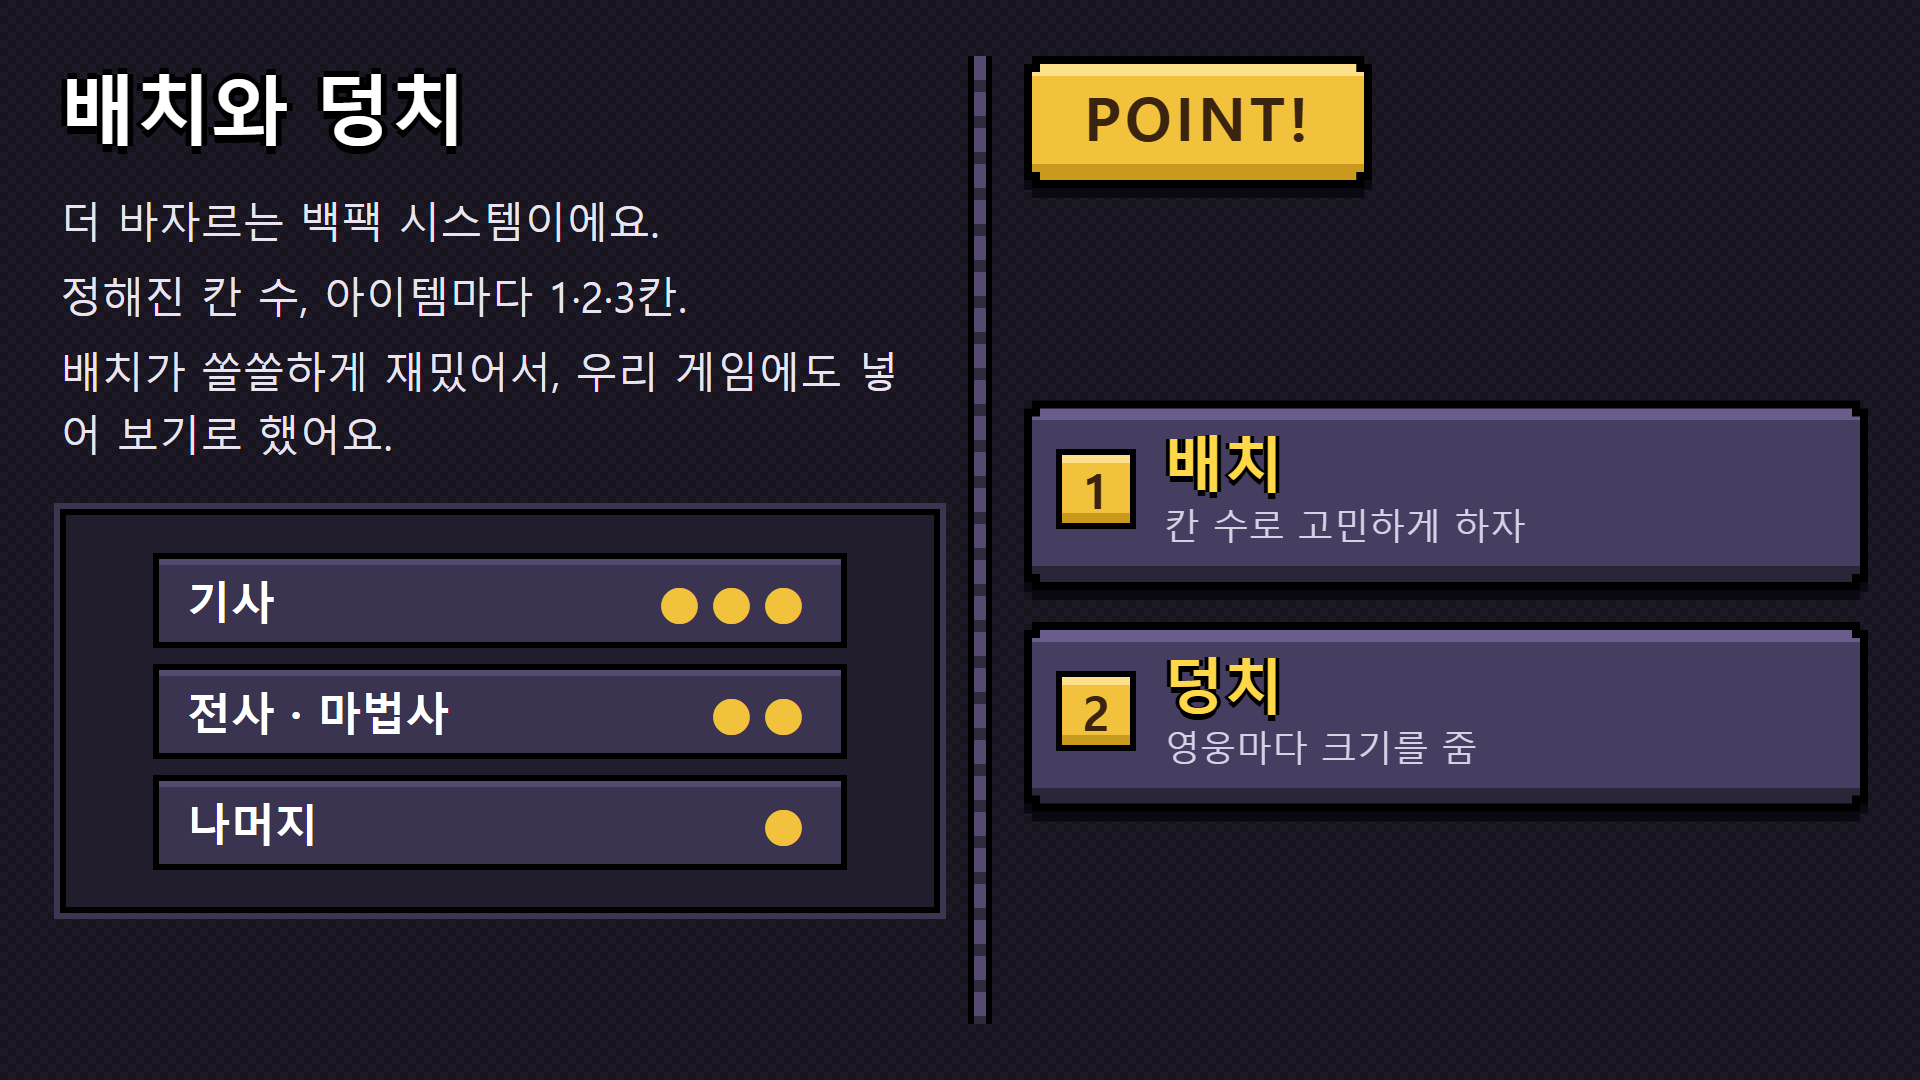 배치와 덩치
더 바자르는 백팩 시스템이에요.
정해진 칸 수, 아이템마다 1·2·3칸.
배치가 쏠쏠하게 재밌어서, 우리 게임에도 넣
어 보기로 했어요.
기사
전사 · 마법사
나머지
POINT!
1
배치
칸 수로 고민하게 하자
2
덩치
영웅마다 크기를 줌